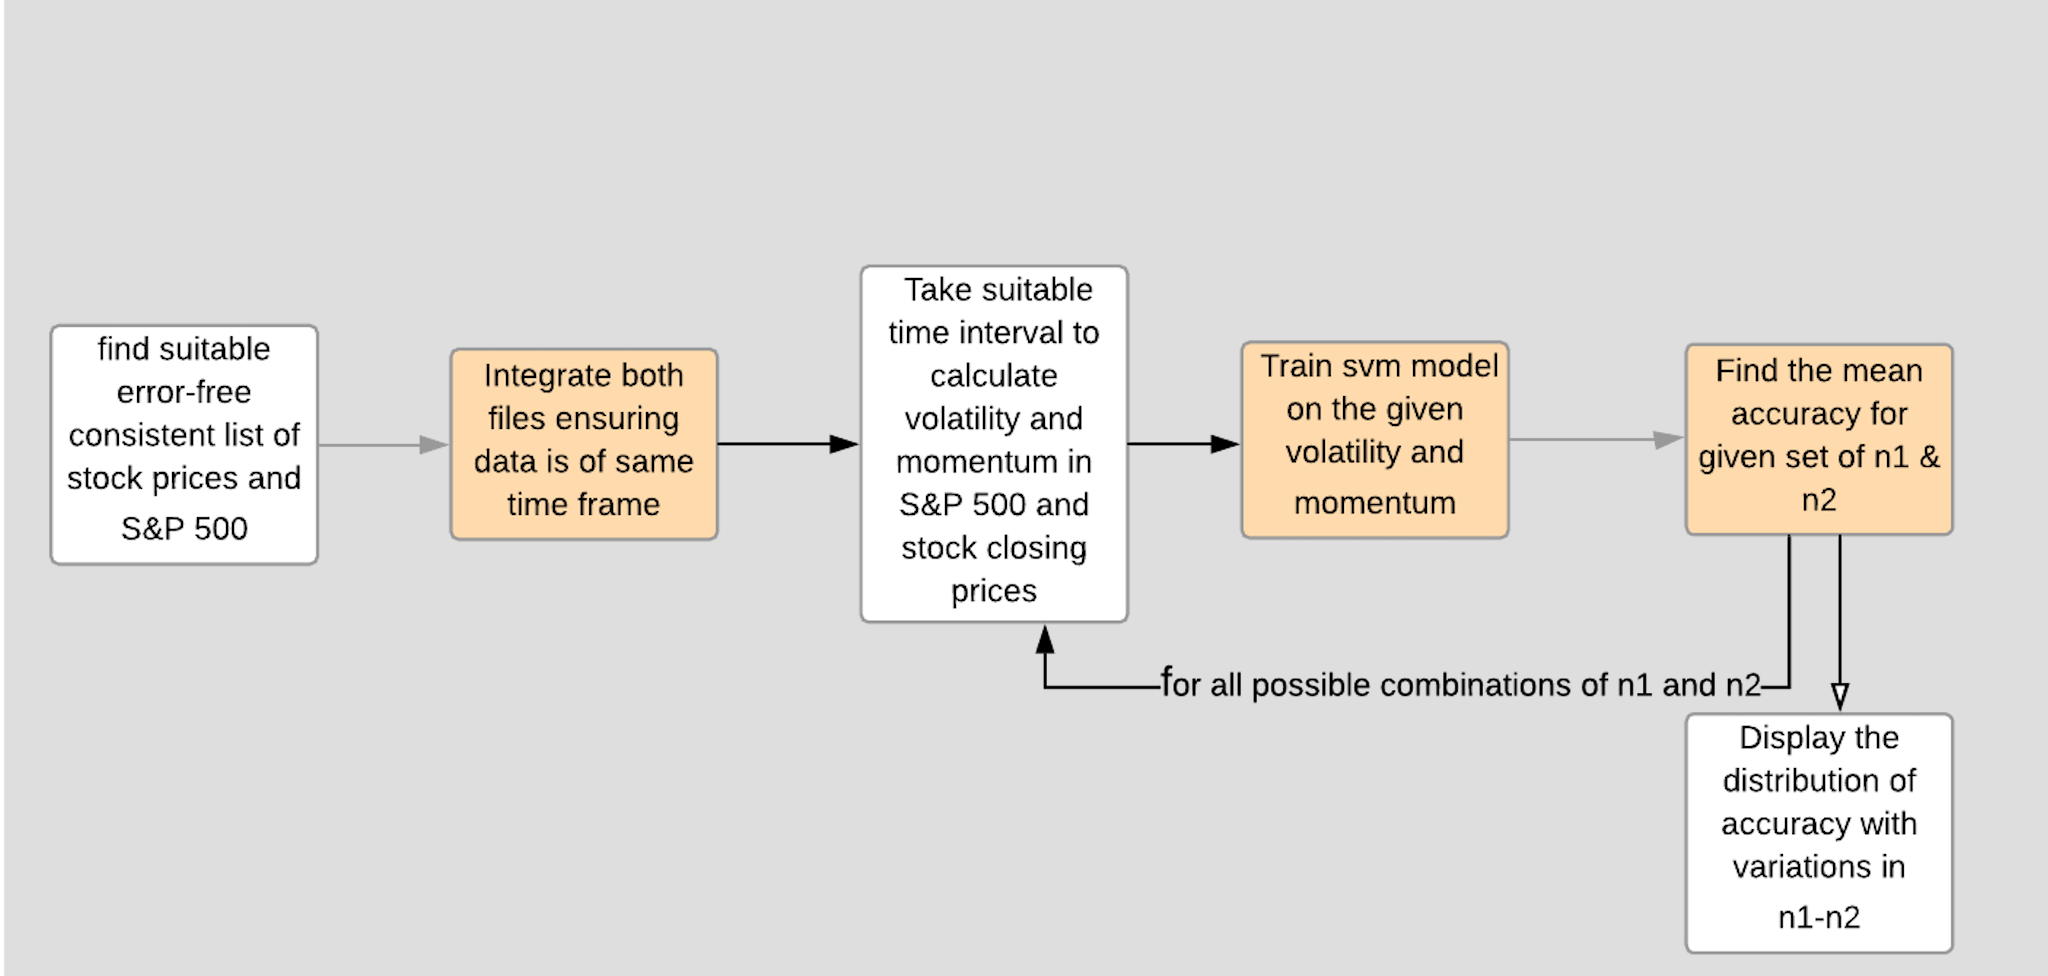 find suitable
error-free
consistent list of
stock prices and
S&P 500
Integrate both
files ensuring
data is of same
time frame
Take suitable
time interval to
calculate
volatility and
momentum in
S&P 500 and
stock closing
prices
Train svm model
on the given
volatility and
momentum
Find the mean
accuracy for
given set of n1 &
n2
for all possible combinations of n1 and n2
Display the
distribution of
accuracy with
variations in
n1-n2